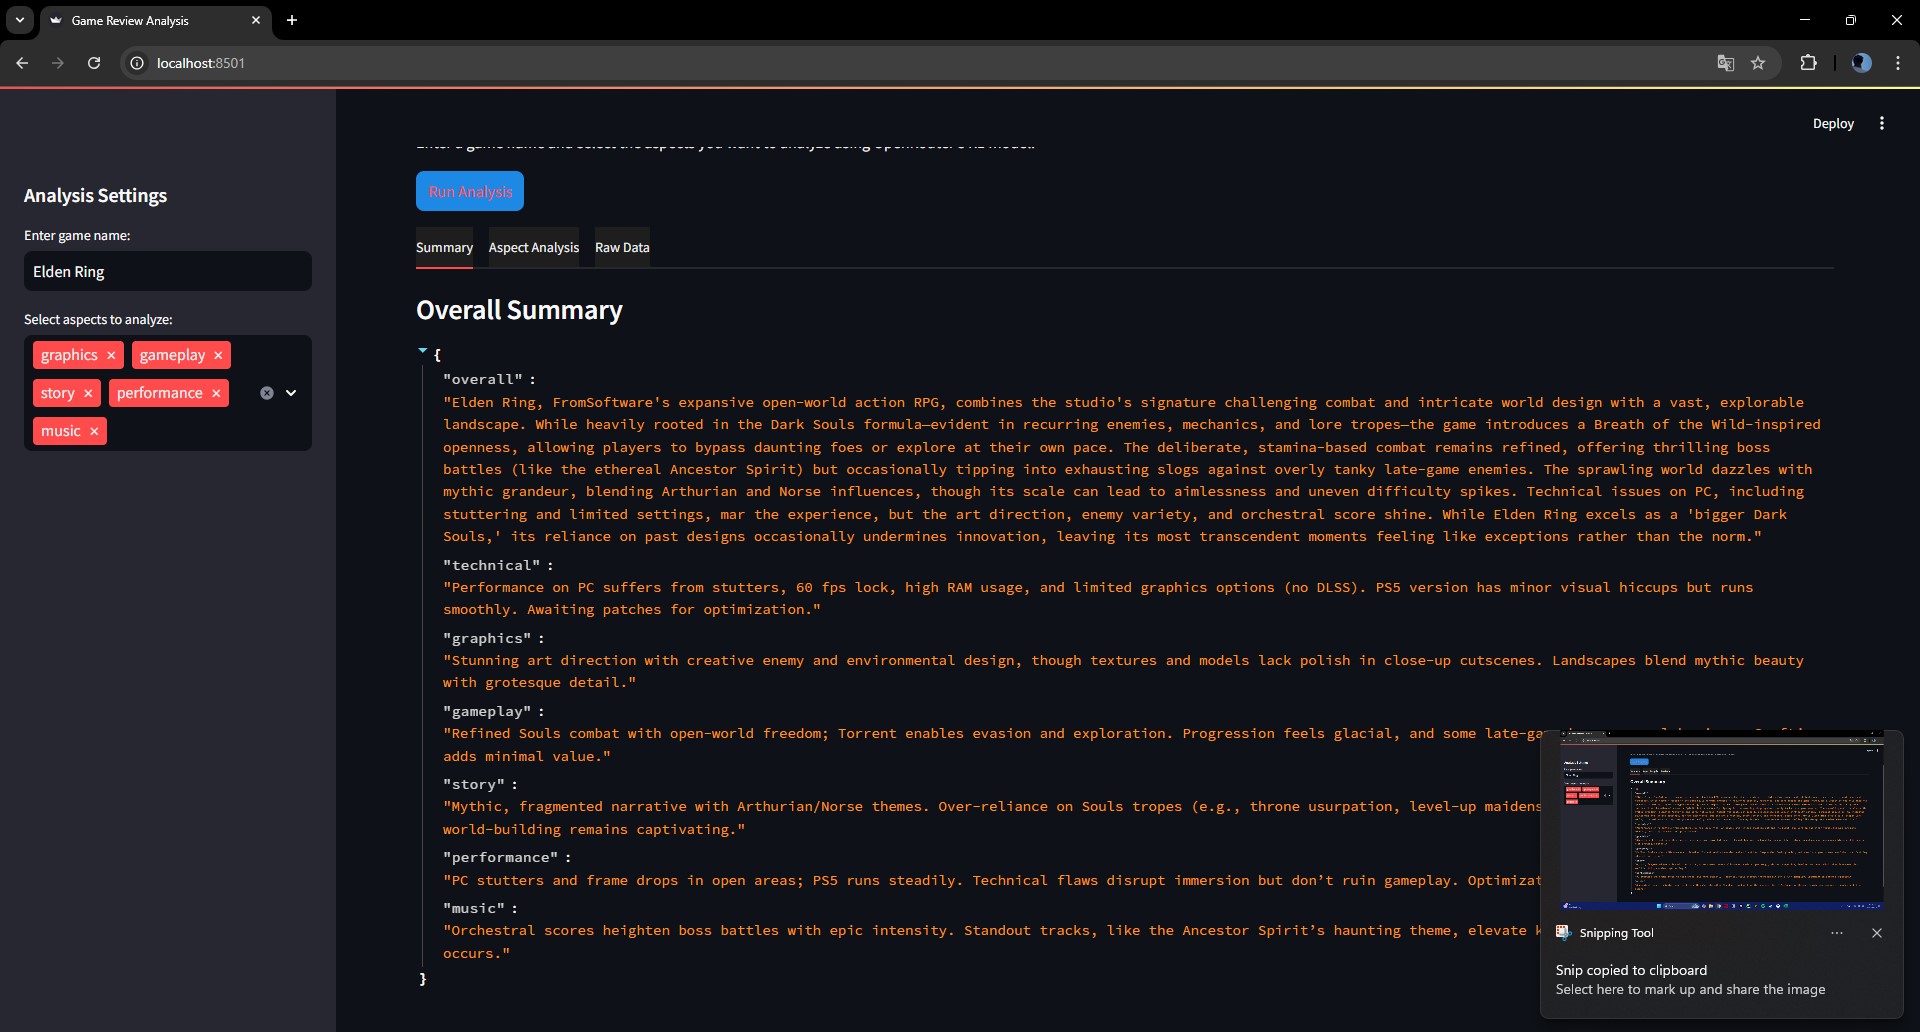 Game Review Analysis
localhost:8501
Deploy
Analysis Settings
Enter game name:
Elden Ring
Select aspects to analyze:
graphics
gameplay
story
performance
music
Run Analysis
Summary
Aspect Analysis
Raw Data
Overall Summary
{
"overall" :
"Elden Ring, FromSoftware's expansive open-world action RPG, combines the studio's signature challenging combat and intricate world design with a vast, explorable
landscape. While heavily rooted in the Dark Souls formula—evident in recurring enemies, mechanics, and lore tropes—the game introduces a Breath of the Wild-inspired
openness, allowing players to bypass daunting foes or explore at their own pace. The deliberate, stamina-based combat remains refined, offering thrilling boss
battles (like the ethereal Ancestor Spirit) but occasionally tipping into exhausting slogs against overly tanky late-game enemies. The sprawling world dazzles with
mythic grandeur, blending Arthurian and Norse influences, though its scale can lead to aimlessness and uneven difficulty spikes. Technical issues on PC, including
stuttering and limited settings, mar the experience, but the art direction, enemy variety, and orchestral score shine. While Elden Ring excels as a 'bigger Dark
Souls,' its reliance on past designs occasionally undermines innovation, leaving its most transcendent moments feeling like exceptions rather than the norm."
"technical" :
"Performance on PC suffers from stutters, 60 fps lock, high RAM usage, and limited graphics options (no DLSS). PS5 version has minor visual hiccups but runs
smoothly. Awaiting patches for optimization."
"graphics" :
"Stunning art direction with creative enemy and environmental design, though textures and models lack polish in close-up cutscenes. Landscapes blend mythic beauty
with grotesque detail."
"gameplay" :
"Refined Souls combat with open-world freedom; Torrent enables evasion and exploration. Progression feels glacial, and some late-ga
adds minimal value."
"story" :
"Mythic, fragmented narrative with Arthurian/Norse themes. Over-reliance on Souls tropes (e.g., throne usurpation, level-up maidens
world-building remains captivating."
"performance" :
"PC stutters and frame drops in open areas; PS5 runs steadily. Technical flaws disrupt immersion but don’t ruin gameplay. Optimizat
"music" :
"Orchestral scores heighten boss battles with epic intensity. Standout tracks, like the Ancestor Spirit’s haunting theme, elevate
occurs."
}
Snipping Tool
Snip copied to clipboard
Select here to mark up and share the image